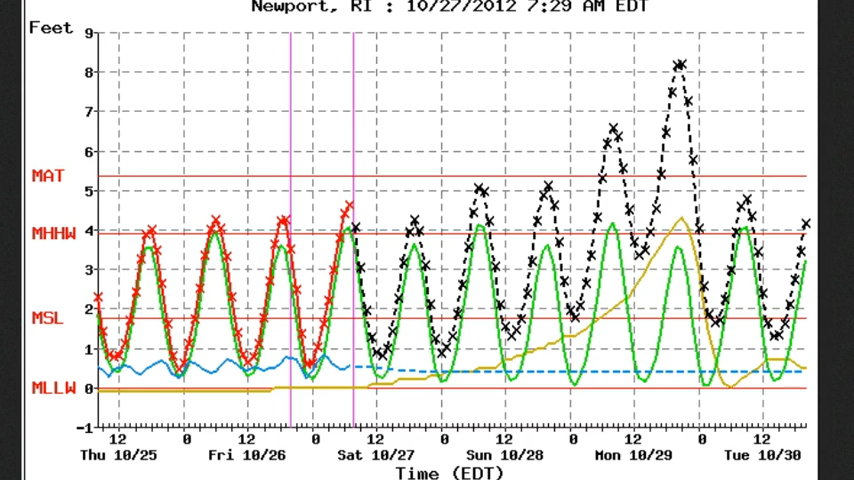 Newport, RI : 10/27/2012 7:29 AM EDT
Feet
9
8
7
6
MAT
5
MHHW
4
3
2
MSL
1
MLLW
0
-1
12 0 12 0 12 0 12 0 12 0 12
Thu 10/25 Fri 10/26 Sat 10/27 Sun 10/28 Mon 10/29 Tue 10/30
Time (EDT)